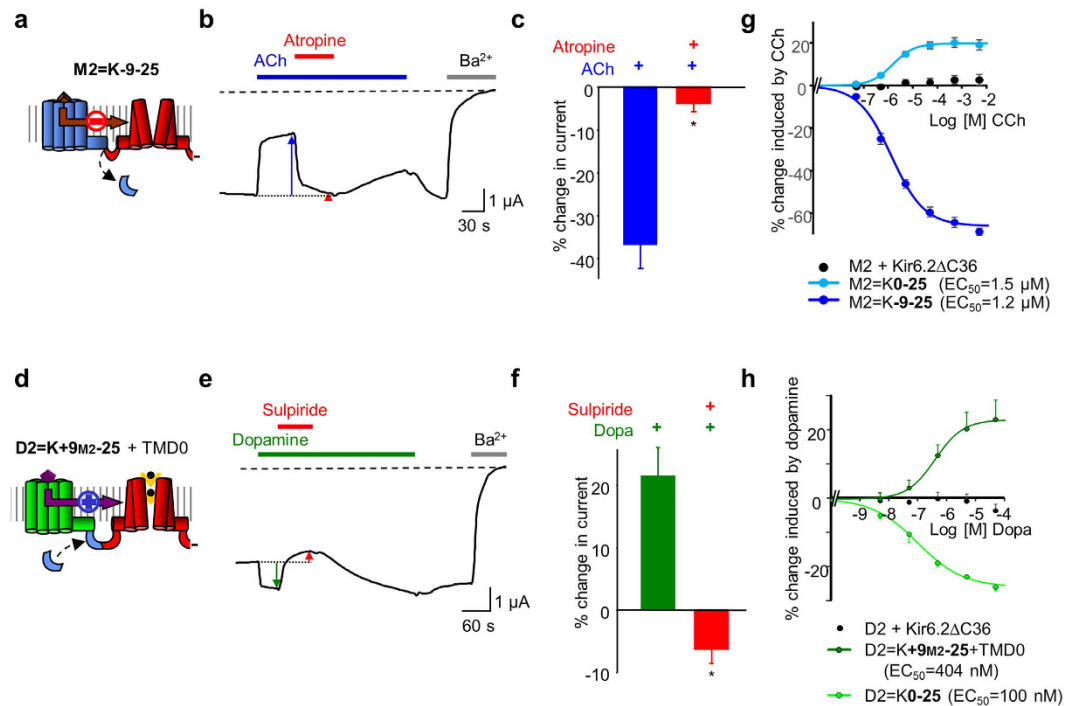 a
M2=K-9-25
-
b
Atropine
ACh
Ba2+
1 µA
30 s
c
Atropine +
ACh + +
0
-10
-20
-30
-40
% change in current
*
g
20
0
-20
-40
-60
% change induced by CCh
-7 -6 -5 -4 -3 -2
Log [M] CCh
M2 + Kir6.2ΔC36
M2=K0-25 (EC50=1.5 µM)
M2=K-9-25 (EC50=1.2 µM)
d
D2=K+9M2-25 + TMD0
-
e
Sulpiride
Dopamine
Ba2+
1 µA
60 s
f
Sulpiride +
Dopa + +
20
10
0
-10
% change in current
*
h
20
0
-20
% change induced by dopamine
-9 -8 -7 -6 -5 -4
Log [M] Dopa
D2 + Kir6.2ΔC36
D2=K+9M2-25+TMD0
(EC50=404 nM)
D2=K0-25 (EC50=100 nM)